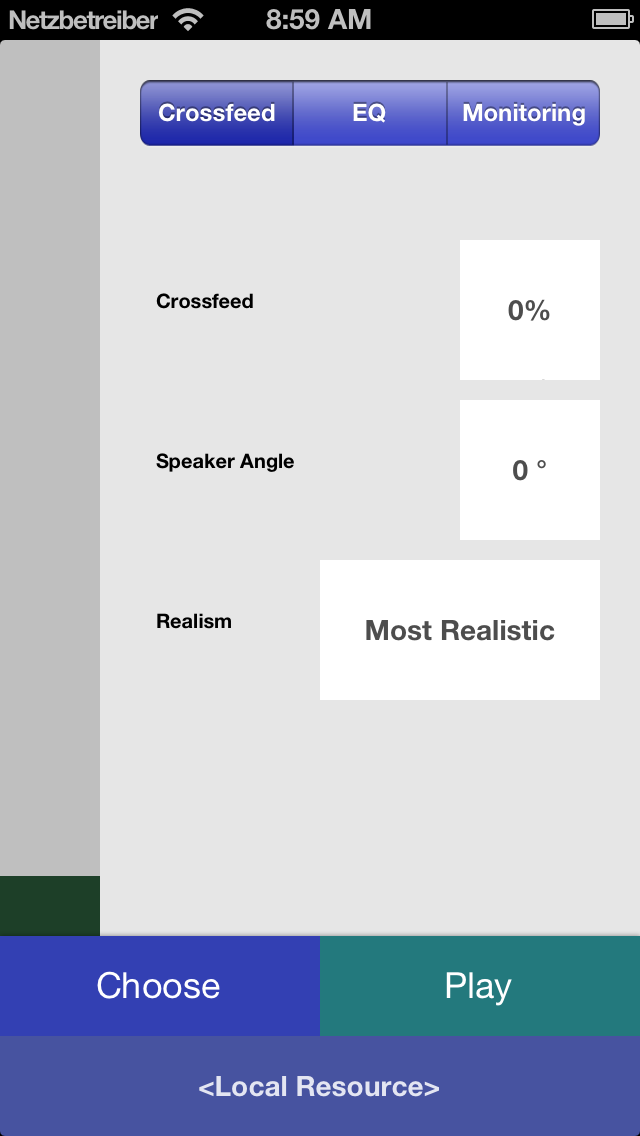 Netzbetreiber 8:59 AM
Crossfeed EQ Monitoring
Crossfeed 0%
Speaker Angle 0 °
Realism Most Realistic
Choose Play
<Local Resource>